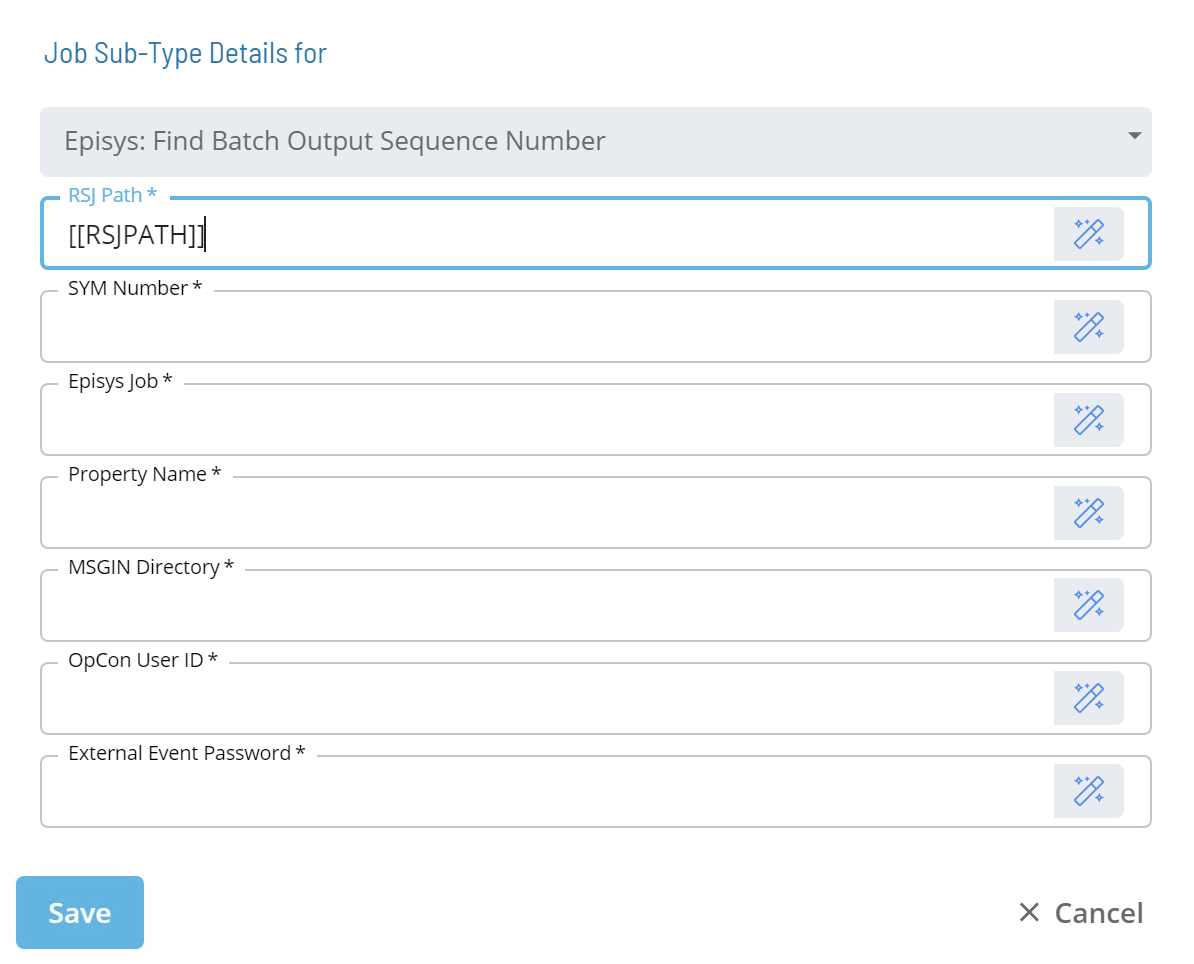 Job Sub-Type Details for
Episys: Find Batch Output Sequence Number
RSJ Path *
[[RSJPATH]]
SYM Number *
Episys Job *
Property Name *
MSGIN Directory *
OpCon User ID *
External Event Password *
Save
Cancel